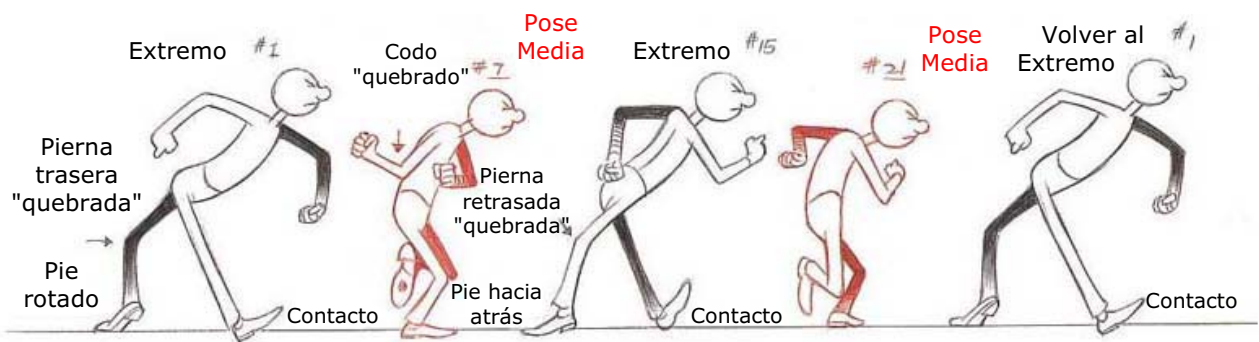 Extremo #1
Codo
"quebrado" #7
Pose
Media
Extremo #15
#21
Pose
Media
Volver al
Extremo #1
Pierna
trasera
"quebrada"
Pie
rotado
Contacto
Pierna
retrasada
"quebrada"
Pie hacia
atrás
Contacto
Contacto